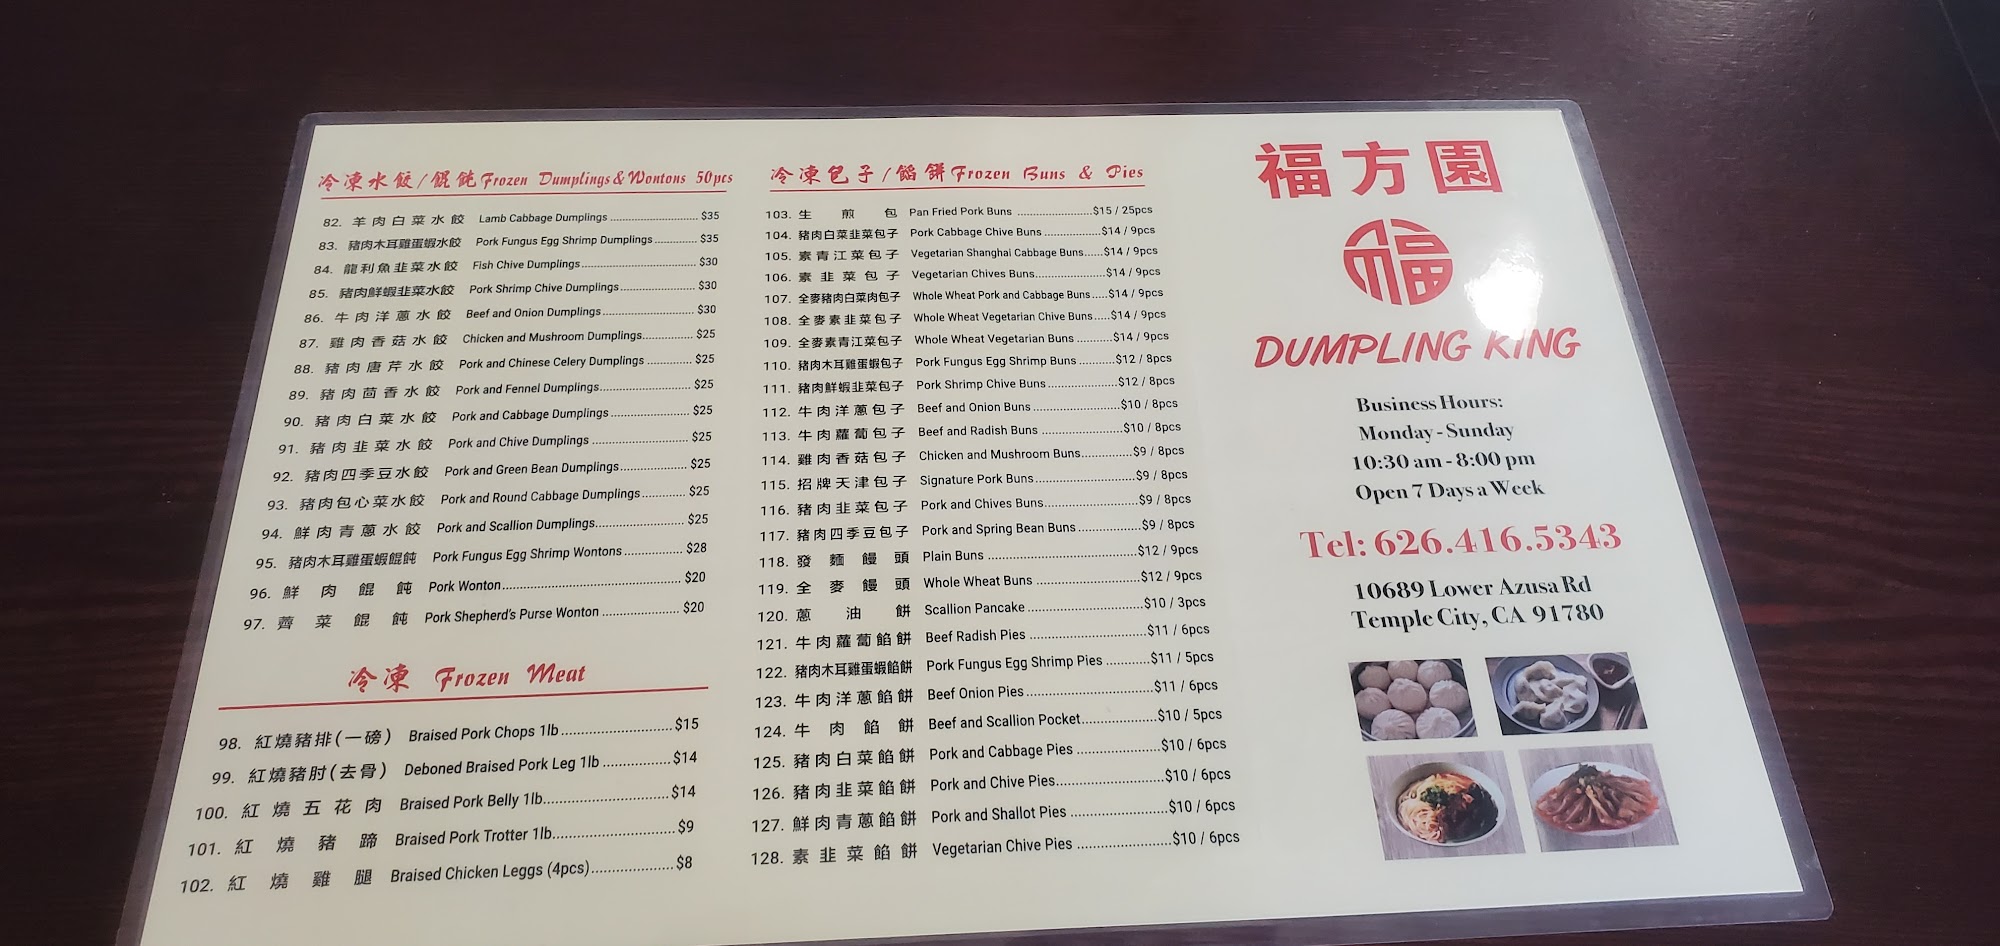 冷凍水餃/餛飩 Frozen Dumplings & Wontons 50pcs
82. 羊肉白菜水餃 Lamb Cabbage Dumplings ............................ $35
83. 豬肉木耳雞蛋蝦水餃 Pork Fungus Egg Shrimp Dumplings ............. $35
84. 龍利魚韭菜水餃 Fish Chive Dumplings ..................................... $30
85. 豬肉鮮蝦韭菜水餃 Pork Shrimp Chive Dumplings ........................ $30
86. 牛肉洋蔥水餃 Beef and Onion Dumplings ............................... $30
87. 雞肉香菇水餃 Chicken and Mushroom Dumplings ................ $25
88. 豬肉唐芹水餃 Pork and Chinese Celery Dumplings ............... $25
89. 豬肉茴香水餃 Pork and Fennel Dumplings ............................. $25
90. 豬肉白菜水餃 Pork and Cabbage Dumplings ......................... $25
91. 豬肉韭菜水餃 Pork and Chive Dumplings .............................. $25
92. 豬肉四季豆水餃 Pork and Green Bean Dumplings ..................... $25
93. 豬肉包心菜水餃 Pork and Round Cabbage Dumplings .............. $25
94. 鮮肉青蔥水餃 Pork and Scallion Dumplings ............................ $25
95. 豬肉木耳雞蛋蝦餛飩 Pork Fungus Egg Shrimp Wontons .................. $28
96. 鮮肉餛飩 Pork Wonton ....................................................... $20
97. 薺菜餛飩 Pork Shepherd's Purse Wonton ........................ $20
冷凍 Frozen Meat
98. 紅燒豬排(一磅) Braised Pork Chops 1lb ............................ $15
99. 紅燒豬肘(去骨) Deboned Braised Pork Leg 1lb ................. $14
100. 紅燒五花肉 Braised Pork Belly 1lb ................................ $14
101. 紅燒豬蹄 Braised Pork Trotter 1lb ............................... $9
102. 紅燒雞腿 Braised Chicken Leggs (4pcs) ..................... $8
冷凍包子/餡餅 Frozen Buns & Pies
103. 生煎包 Pan Fried Pork Buns ........................ $15 / 25pcs
104. 豬肉白菜韭菜包子 Pork Cabbage Chive Buns .................. $14 / 9pcs
105. 素青江菜包子 Vegetarian Shanghai Cabbage Buns ...... $14 / 9pcs
106. 素韭菜包子 Vegetarian Chives Buns ...................... $14 / 9pcs
107. 全麥豬肉白菜肉包子 Whole Wheat Pork and Cabbage Buns ..... $14 / 9pcs
108. 全麥素韭菜包子 Whole Wheat Vegetarian Chive Buns ..... $14 / 9pcs
109. 全麥素青江菜包子 Whole Wheat Vegetarian Buns ........... $14 / 9pcs
110. 豬肉木耳雞蛋蝦包子 Pork Fungus Egg Shrimp Buns ........... $12 / 8pcs
111. 豬肉鮮蝦韭菜包子 Pork Shrimp Chive Buns ..................... $12 / 8pcs
112. 牛肉洋蔥包子 Beef and Onion Buns .......................... $10 / 8pcs
113. 牛肉蘿蔔包子 Beef and Radish Buns ........................ $10 / 8pcs
114. 雞肉香菇包子 Chicken and Mushroom Buns .............. $9 / 8pcs
115. 招牌天津包子 Signature Pork Buns ............................ $9 / 8pcs
116. 豬肉韭菜包子 Pork and Chives Buns .......................... $9 / 8pcs
117. 豬肉四季豆包子 Pork and Spring Bean Buns ................. $9 / 8pcs
118. 發麵饅頭 Plain Buns .......................................... $12 / 9pcs
119. 全麥饅頭 Whole Wheat Buns ............................. $12 / 9pcs
120. 蔥油餅 Scallion Pancake ................................ $10 / 3pcs
121. 牛肉蘿蔔餡餅 Beef Radish Pies ................................ $11 / 6pcs
122. 豬肉木耳雞蛋蝦餡餅 Pork Fungus Egg Shrimp Pies ............ $11 / 5pcs
123. 牛肉洋蔥餡餅 Beef Onion Pies .................................. $11 / 6pcs
124. 牛肉餡餅 Beef and Scallion Pocket .................... $10 / 5pcs
125. 豬肉白菜餡餅 Pork and Cabbage Pies ...................... $10 / 6pcs
126. 豬肉韭菜餡餅 Pork and Chive Pies ............................ $10 / 6pcs
127. 鮮肉青蔥餡餅 Pork and Shallot Pies ......................... $10 / 6pcs
128. 素韭菜餡餅 Vegetarian Chive Pies ........................ $10 / 6pcs
福方園
福
DUMPLING KING
Business Hours:
Monday - Sunday
10:30 am - 8:00 pm
Open 7 Days a Week
Tel: 626.416.5343
10689 Lower Azusa Rd
Temple City, CA 91780